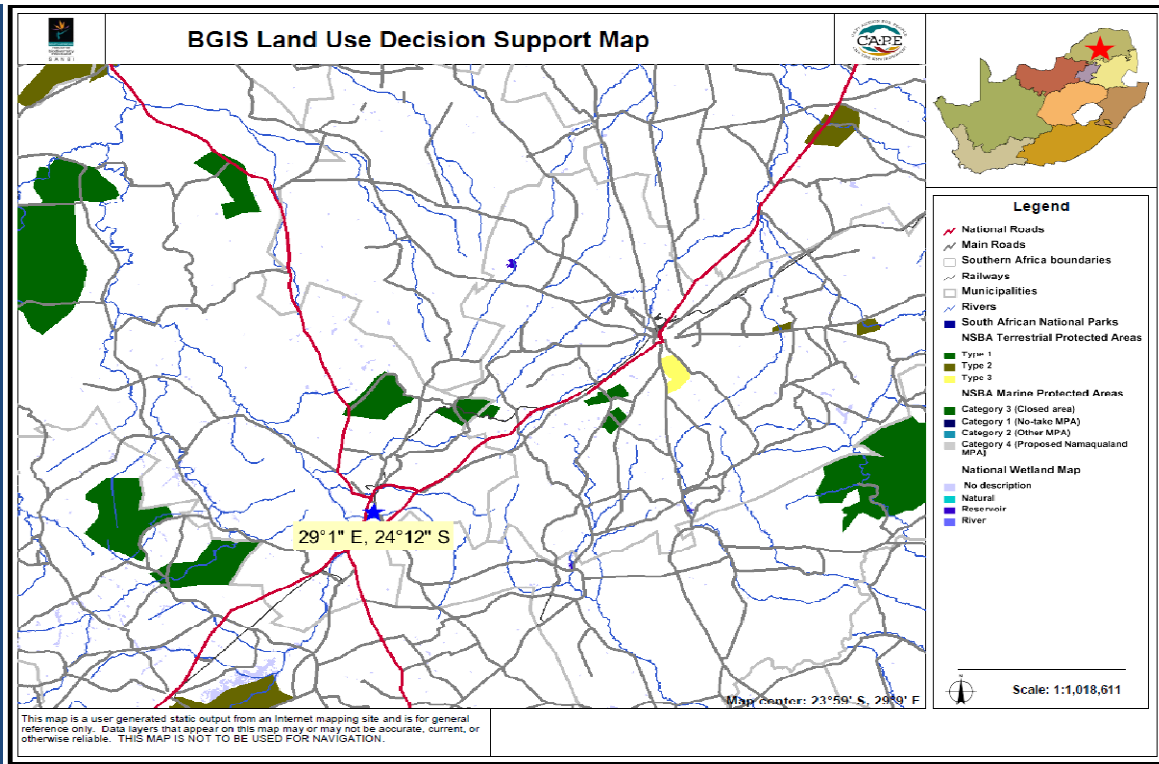 BGIS Land Use Decision Support Map
SANBI
CAPE
29°1" E, 24°12" S
Map center: 23°59' S, 29°9' E
Legend
National Roads
Main Roads
Southern Africa boundaries
Railways
Municipalities
Rivers
South African National Parks
NSBA Terrestrial Protected Areas
Type 1
Type 2
Type 3
NSBA Marine Protected Areas
Category 3 (Closed area)
Category 1 (No-take MPA)
Category 2 (Other MPA)
Category 4 (Proposed Namaqualand
MPA)
National Wetland Map
No description
Natural
Reservoir
River
Scale: 1:1,018,611
This map is a user generated static output from an Internet mapping site and is for general
reference only. Data layers that appear on this map may or may not be accurate, current, or
otherwise reliable. THIS MAP IS NOT TO BE USED FOR NAVIGATION.